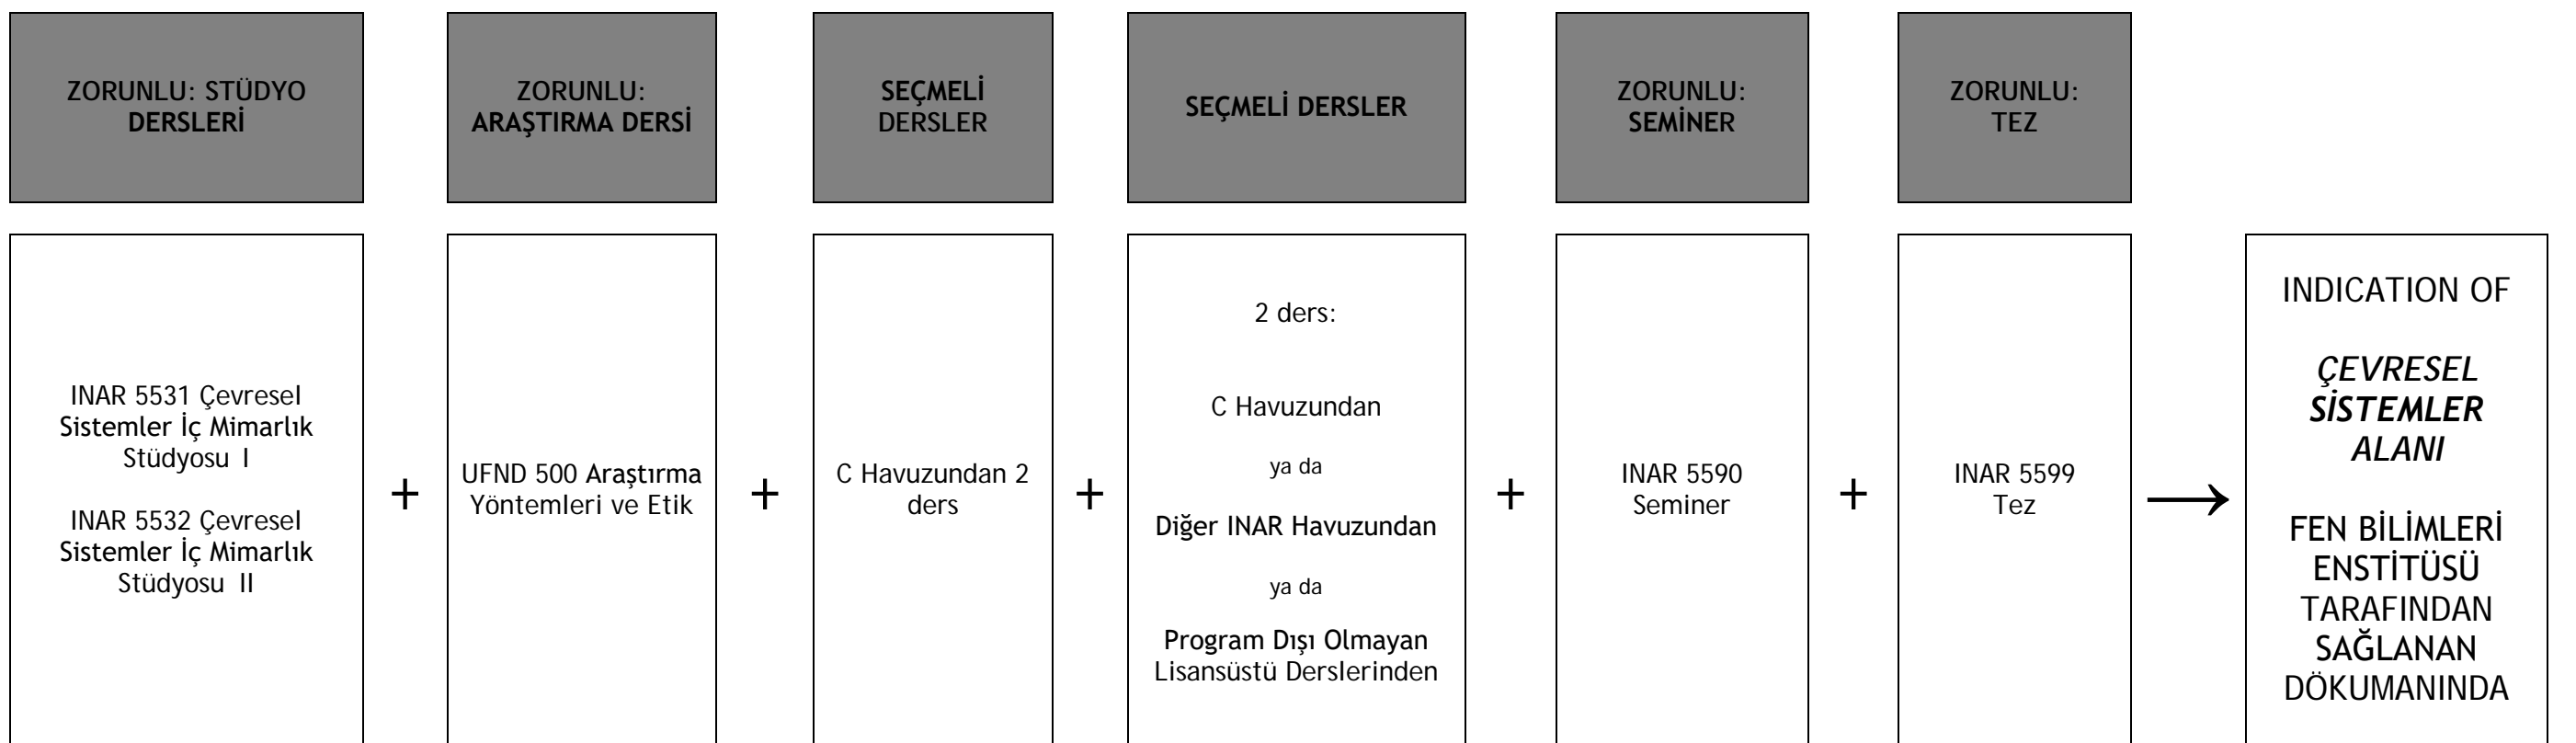 ZORUNLU: STÜDYO
DERSLERİ
ZORUNLU:
ARAŞTIRMA DERSİ
SEÇMELİ
DERSLER
SEÇMELİ DERSLER
ZORUNLU:
SEMİNER
ZORUNLU:
TEZ
INAR 5531 Çevresel
Sistemler İç Mimarlık
Stüdyosu I
INAR 5532 Çevresel
Sistemler İç Mimarlık
Stüdyosu II
+
UFND 500 Araştırma
Yöntemleri ve Etik
+
C Havuzundan 2
ders
+
2 ders:
C Havuzundan
ya da
Diğer INAR Havuzundan
ya da
Program Dışı Olmayan
Lisansüstü Derslerinden
+
INAR 5590
Seminer
+
INAR 5599
Tez
→
INDICATION OF
ÇEVRESEL
SİSTEMLER
ALANI
FEN BİLİMLERİ
ENSTİTÜSÜ
TARAFINDAN
SAĞLANAN
DÖKUMANINDA